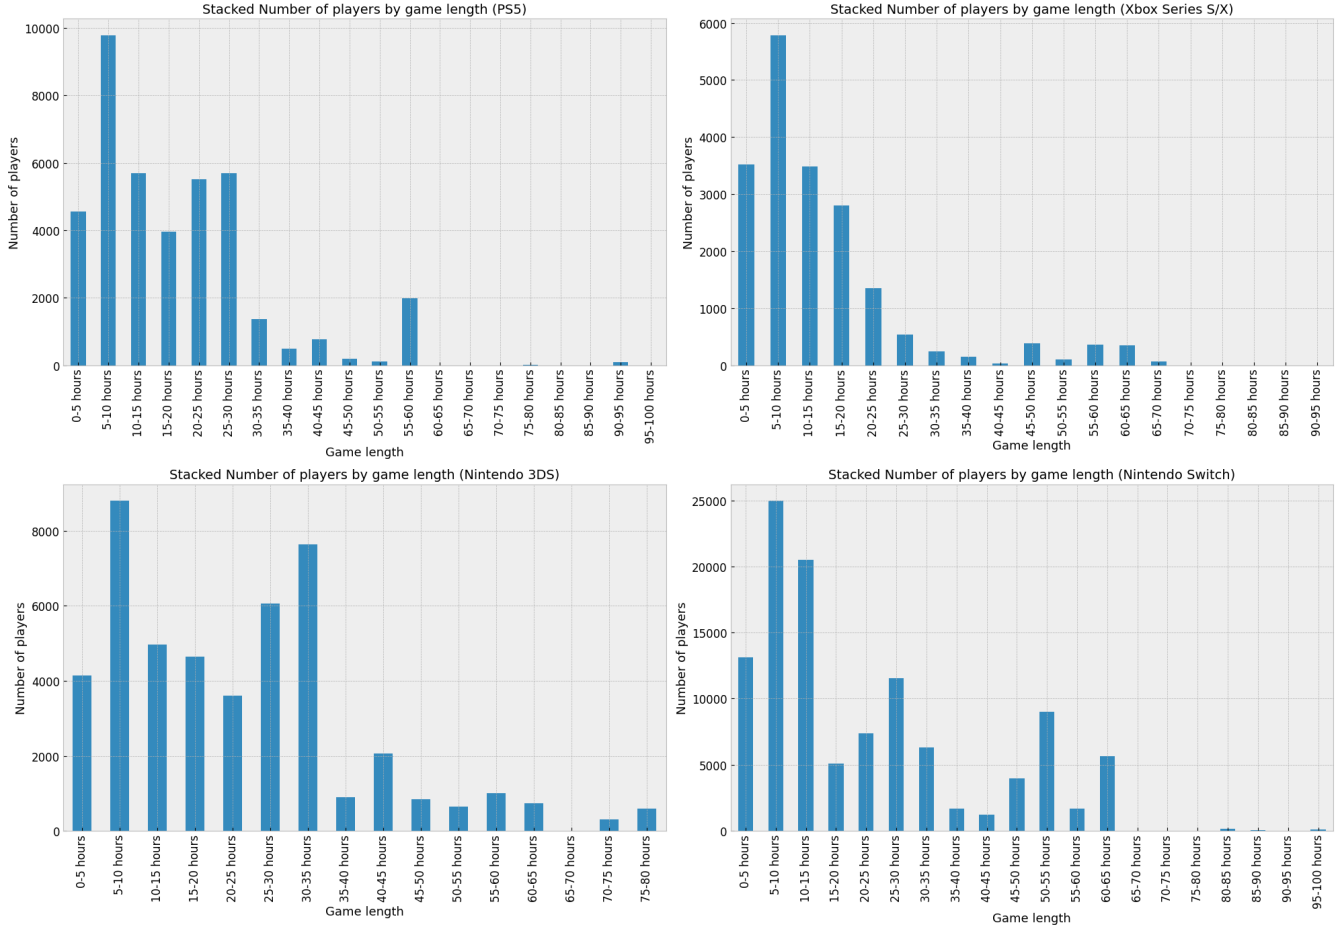 Stacked Number of players by game length (PS5)
Number of players
10000
8000
6000
4000
2000
0
0-5 hours
5-10 hours
10-15 hours
15-20 hours
20-25 hours
25-30 hours
30-35 hours
35-40 hours
40-45 hours
45-50 hours
50-55 hours
55-60 hours
60-65 hours
65-70 hours
70-75 hours
75-80 hours
80-85 hours
85-90 hours
90-95 hours
95-100 hours
Game length
Stacked Number of players by game length (Xbox Series S/X)
Number of players
6000
5000
4000
3000
2000
1000
0
0-5 hours
5-10 hours
10-15 hours
15-20 hours
20-25 hours
25-30 hours
30-35 hours
35-40 hours
40-45 hours
45-50 hours
50-55 hours
55-60 hours
60-65 hours
65-70 hours
70-75 hours
75-80 hours
80-85 hours
85-90 hours
90-95 hours
Game length
Stacked Number of players by game length (Nintendo 3DS)
Number of players
8000
6000
4000
2000
0
0-5 hours
5-10 hours
10-15 hours
15-20 hours
20-25 hours
25-30 hours
30-35 hours
35-40 hours
40-45 hours
45-50 hours
50-55 hours
55-60 hours
60-65 hours
65-70 hours
70-75 hours
75-80 hours
Game length
Stacked Number of players by game length (Nintendo Switch)
Number of players
25000
20000
15000
10000
5000
0
0-5 hours
5-10 hours
10-15 hours
15-20 hours
20-25 hours
25-30 hours
30-35 hours
35-40 hours
40-45 hours
45-50 hours
50-55 hours
55-60 hours
60-65 hours
65-70 hours
70-75 hours
75-80 hours
80-85 hours
85-90 hours
90-95 hours
95-100 hours
Game length